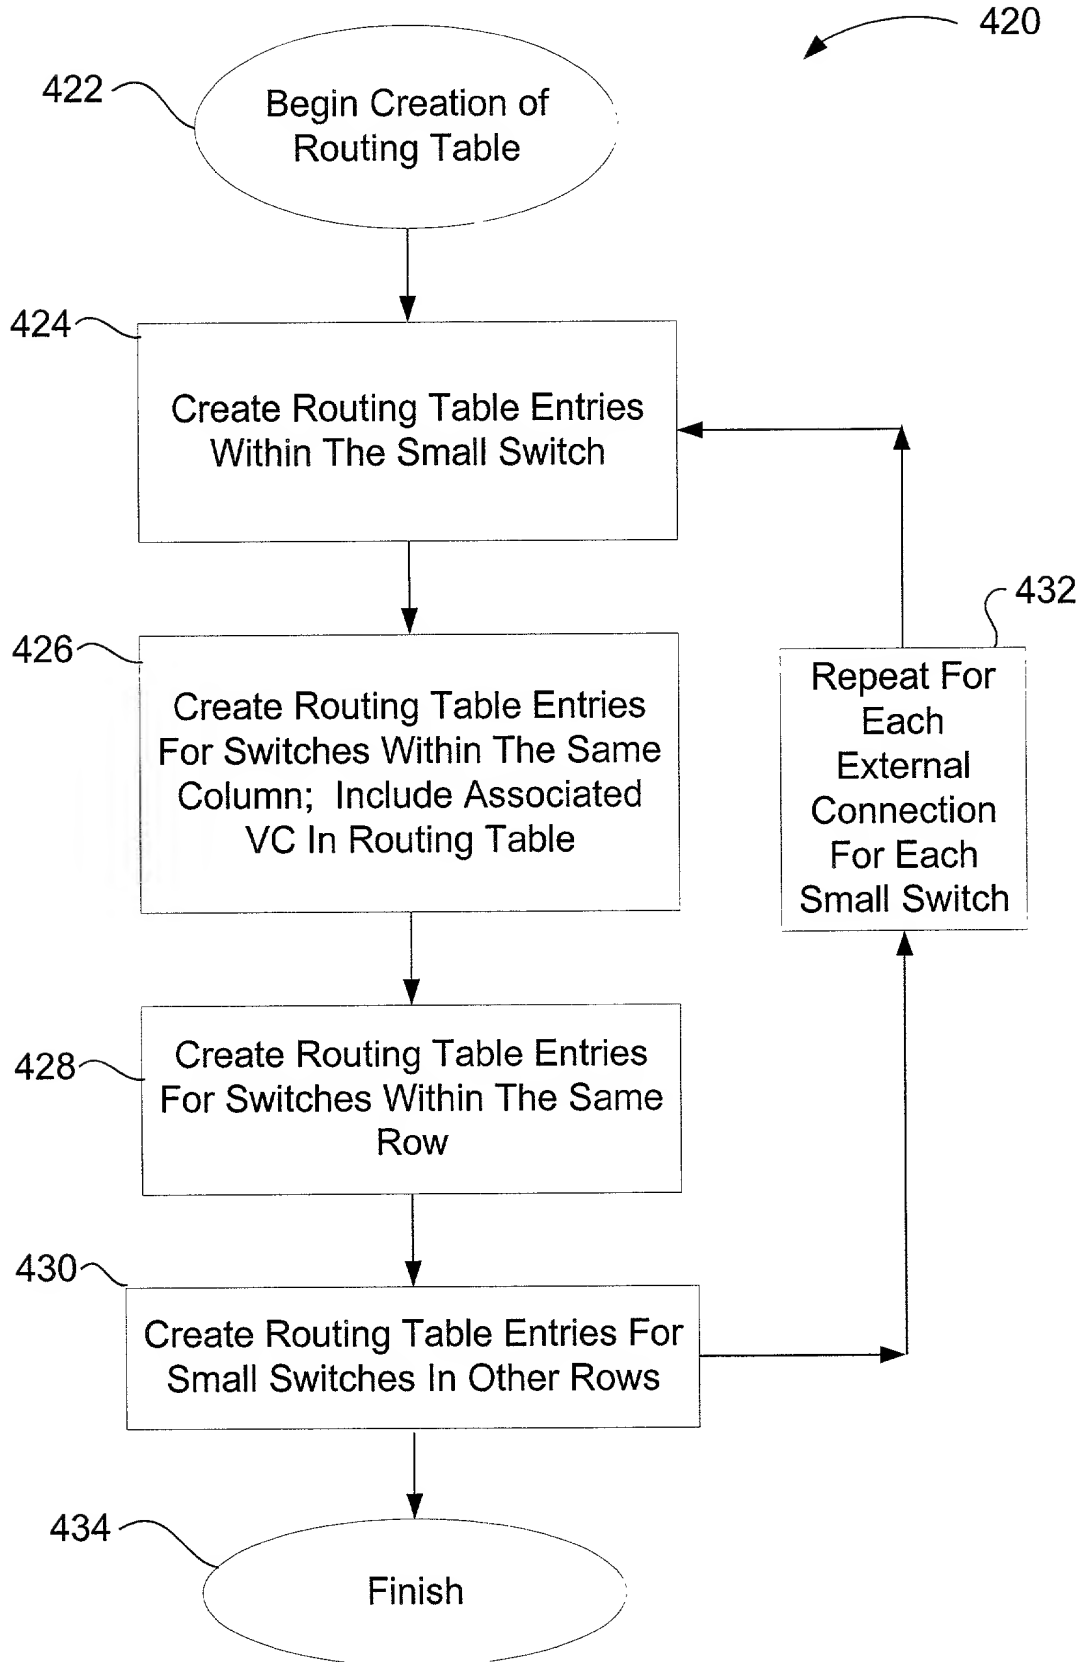 420
422
Begin Creation of
Routing Table
424
Create Routing Table Entries
Within The Small Switch
426
Create Routing Table Entries
For Switches Within The Same
Column; Include Associated
VC In Routing Table
432
Repeat For
Each
External
Connection
For Each
Small Switch
428
Create Routing Table Entries
For Switches Within The Same
Row
430
Create Routing Table Entries For
Small Switches In Other Rows
434
Finish